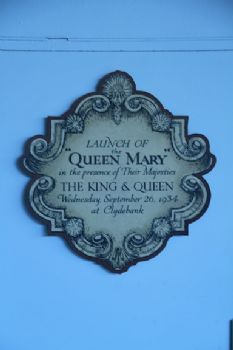 LAUNCH OF
the
"QUEEN MARY"
in the presence of Their Majesties
THE KING & QUEEN
Wednesday, September 26, 1934
at Clydebank